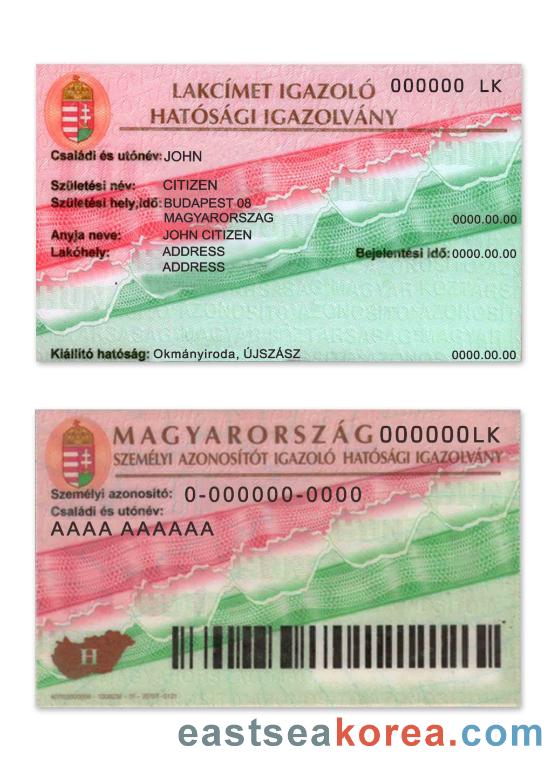 LAKCÍMET IGAZOLÓ 000000 LK
HATÓSÁGI IGAZOLVÁNY
Családi és utónév: JOHN
Születési név: CITIZEN
Születési hely,idő: BUDAPEST 08
MAGYARORSZAG 0000.00.00
Anyja neve: JOHN CITIZEN
Lakóhely: ADDRESS Bejelentési idő: 0000.00.00
ADDRESS
Kiállító hatóság: Okmányiroda, ÚJSZÁSZ 0000.00.00
MAGYARORSZÁG 000000LK
SZEMÉLYI AZONOSÍTÓT IGAZOLÓ HATÓSÁGI IGAZOLVÁNY
Személyi azonosító: 0-000000-0000
Családi és utónév:
AAAA AAAAAA
H
eastseakorea.com